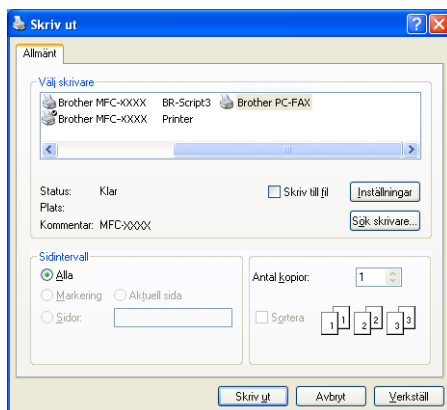 Skriv ut
Allmänt
Välj skrivare
Brother MFC-XXXX BR-Script3 Brother PC-FAX
Brother MFC-XXXX Printer
Status: Klar
Plats:
Kommentar: MFC-XXXX
Skriv till fil
Inställningar
Sök skrivare...
Sidintervall
Alla
Markering Aktuell sida
Sidor:
Antal kopior: 1
Sortera
1 1 2 2 3 3
Skriv ut Avbryt Verkställ